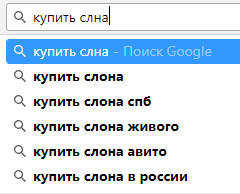 купить слна
купить слна - Поиск Google
купить слона
купить слона спб
купить слона живого
купить слона авито
купить слона в россии